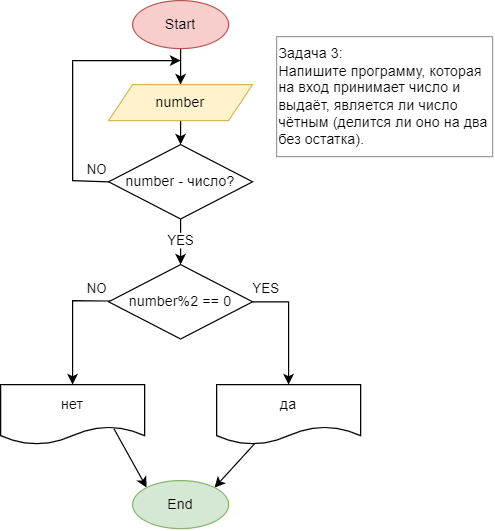 Start
Задача 3:
Напишите программу, которая
на вход принимает число и
выдаёт, является ли число
чётным (делится ли оно на два
без остатка).
number
NO
number - число?
YES
NO
YES
number%2 == 0
нет
да
End